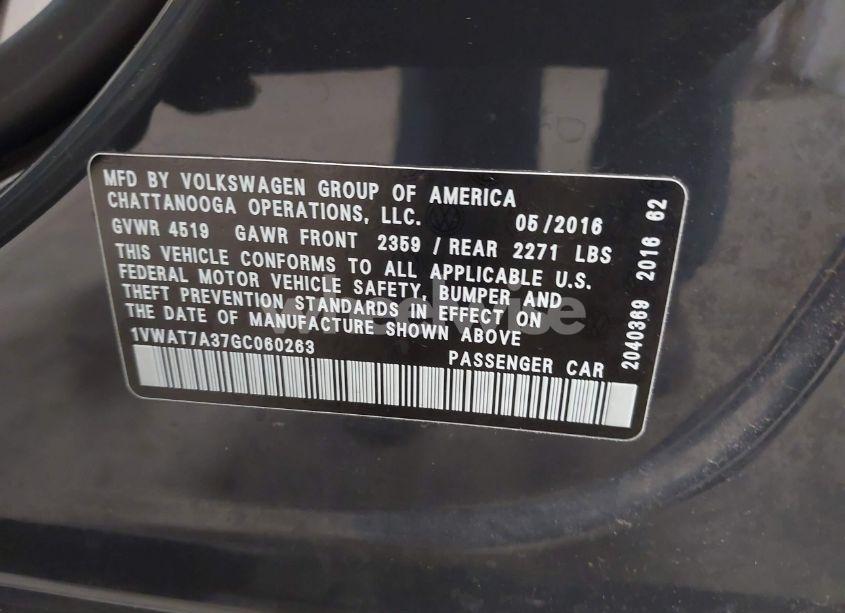 MFD BY VOLKSWAGEN GROUP OF AMERICA
CHATTANOOGA OPERATIONS, LLC. 05/2016
GVWR 4519 GAWR FRONT 2359 / REAR 2271 LBS
THIS VEHICLE CONFORMS TO ALL APPLICABLE U.S.
FEDERAL MOTOR VEHICLE SAFETY, BUMPER AND
THEFT PREVENTION STANDARDS IN EFFECT ON
THE DATE OF MANUFACTURE SHOWN ABOVE
1VWAT7A37GC060263 PASSENGER CAR
2040369 2016 62